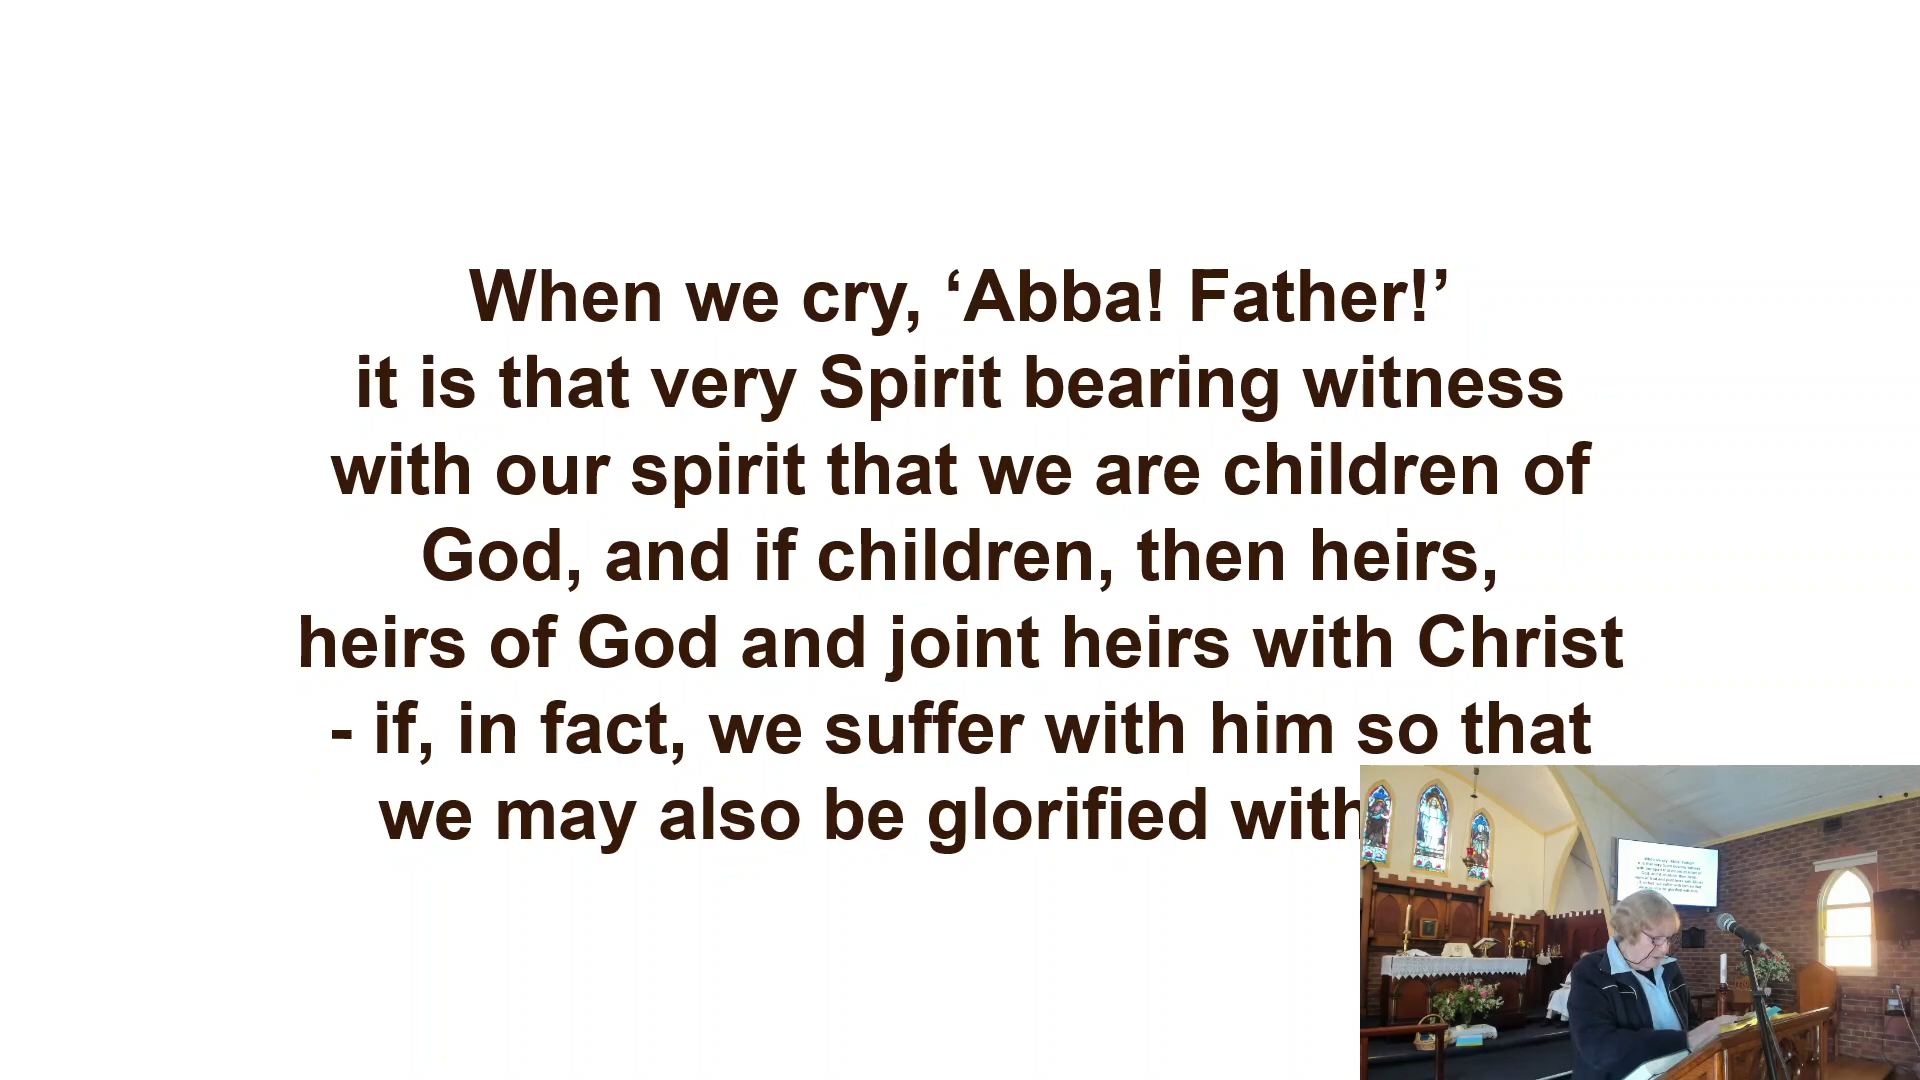 When we cry, ‘Abba! Father!’
it is that very Spirit bearing witness
with our spirit that we are children of
God, and if children, then heirs,
heirs of God and joint heirs with Christ
- if, in fact, we suffer with him so that
we may also be glorified with